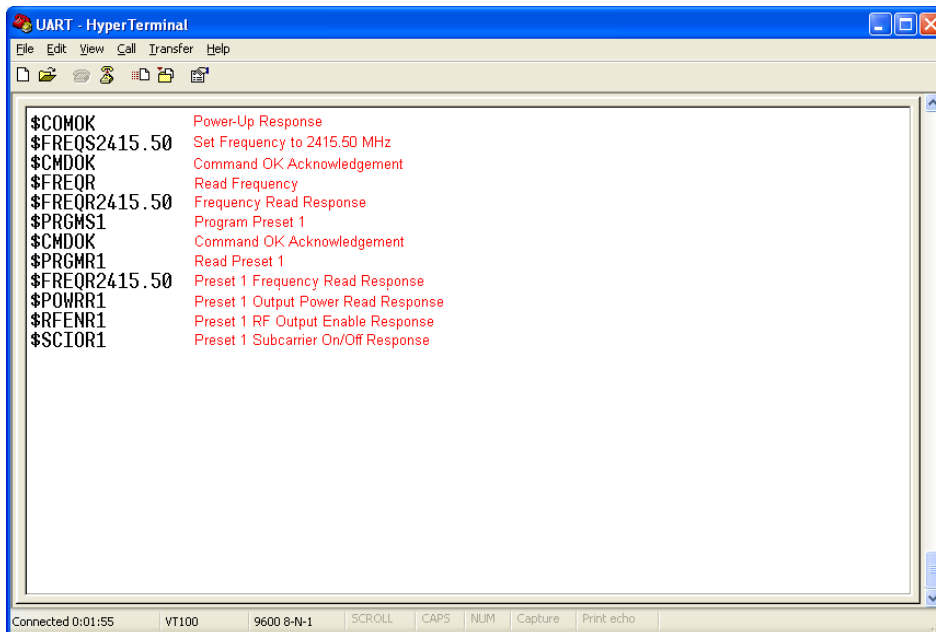 UART - HyperTerminal
File Edit View Call Transfer Help
$COMOK Power-Up Response
$FREQS2415.50 Set Frequency to 2415.50 MHz
$CMDOK Command OK Acknowledgement
$FREQR Read Frequency
$FREQR2415.50 Frequency Read Response
$PRGMS1 Program Preset 1
$CMDOK Command OK Acknowledgement
$PRGMR1 Read Preset 1
$FREQR2415.50 Preset 1 Frequency Read Response
$POWRR1 Preset 1 Output Power Read Response
$RFENR1 Preset 1 RF Output Enable Response
$SCIOR1 Preset 1 Subcarrier On/Off Response
Connected 0:01:55 VT100 9600 8-N-1 SCROLL CAPS NUM Capture Print echo